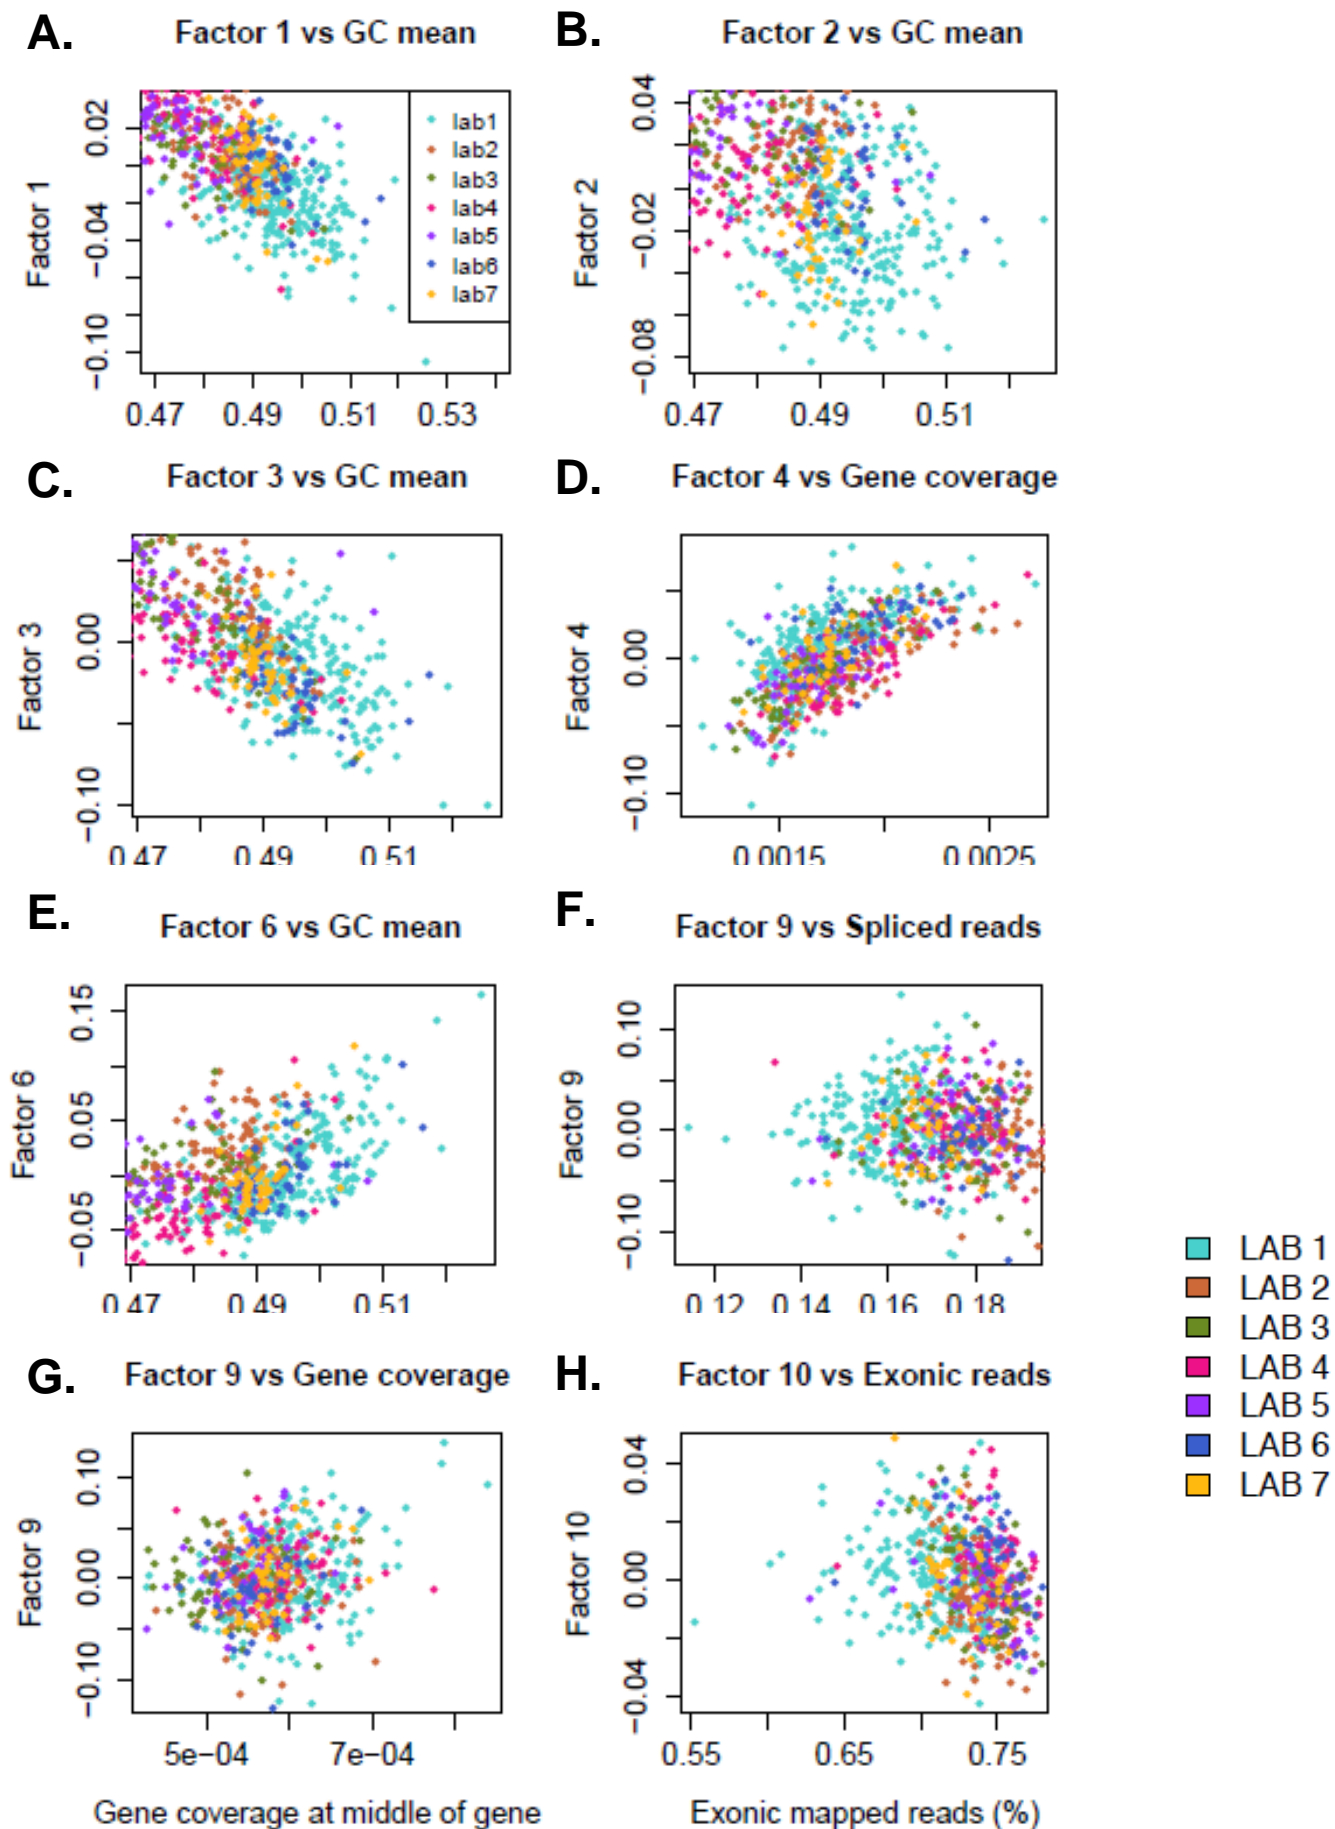 A. Factor 1 vs GC mean
Factor 1
0.02
−0.04
−0.10
0.47 0.49 0.51 0.53
lab1
lab2
lab3
lab4
lab5
lab6
lab7
B. Factor 2 vs GC mean
Factor 2
0.04
−0.02
−0.08
0.47 0.49 0.51
C. Factor 3 vs GC mean
Factor 3
0.00
−0.10
0.47 0.49 0.51
D. Factor 4 vs Gene coverage
Factor 4
0.00
−0.10
0.0015 0.0025
E. Factor 6 vs GC mean
Factor 6
0.15
0.05
−0.05
0.47 0.49 0.51
F. Factor 9 vs Spliced reads
Factor 9
0.10
0.00
−0.10
0.12 0.14 0.16 0.18
G. Factor 9 vs Gene coverage
Factor 9
0.10
0.00
−0.10
5e−04 7e−04
Gene coverage at middle of gene
H. Factor 10 vs Exonic reads
Factor 10
0.04
0.00
−0.04
0.55 0.65 0.75
Exonic mapped reads (%)
LAB 1
LAB 2
LAB 3
LAB 4
LAB 5
LAB 6
LAB 7